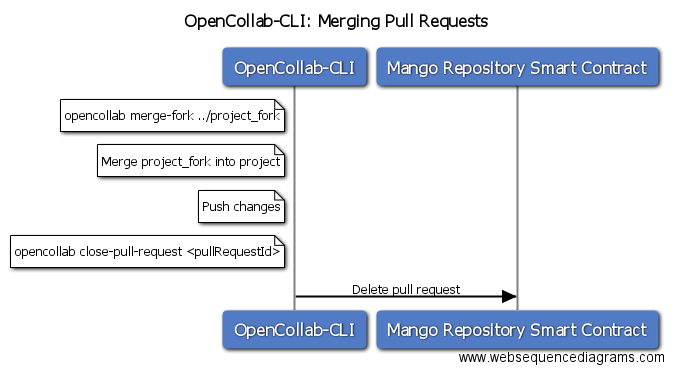 OpenCollab-CLI: Merging Pull Requests
OpenCollab-CLI
Mango Repository Smart Contract
opencollab merge-fork ../project_fork
Merge project_fork into project
Push changes
opencollab close-pull-request <pullRequestId>
Delete pull request
OpenCollab-CLI
Mango Repository Smart Contract
www.websequencediagrams.com